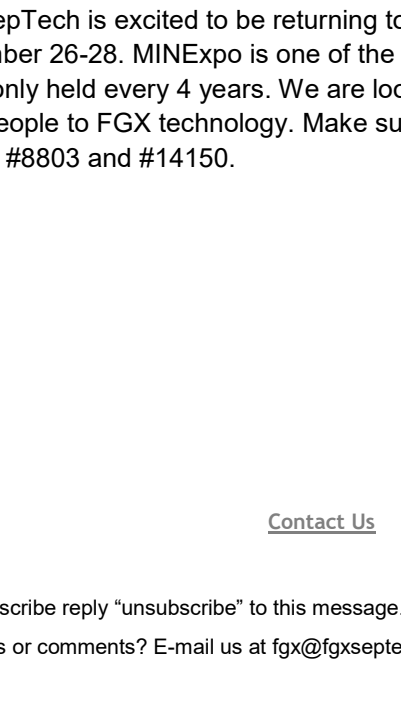 epTech is excited to be returning to
ber 26-28. MINExpo is one of the
only held every 4 years. We are loo
eople to FGX technology. Make su
#8803 and #14150.
Contact Us
scribe reply “unsubscribe” to this message.
s or comments? E-mail us at fgx@fgxsepte